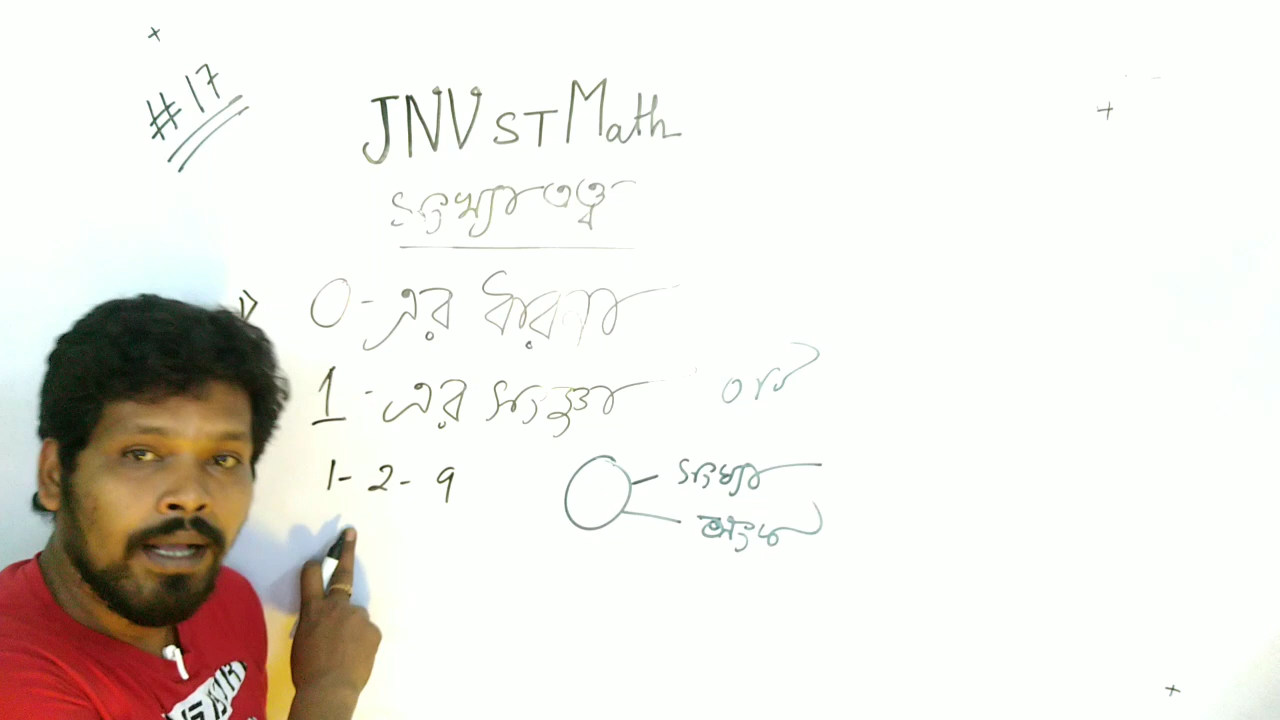 #17
JNVST Math
সংখ্যাতত্ত্ব
0-এর ধারণা
1-এর সংজ্ঞা
1-2-9
সংখ্যা
অংক